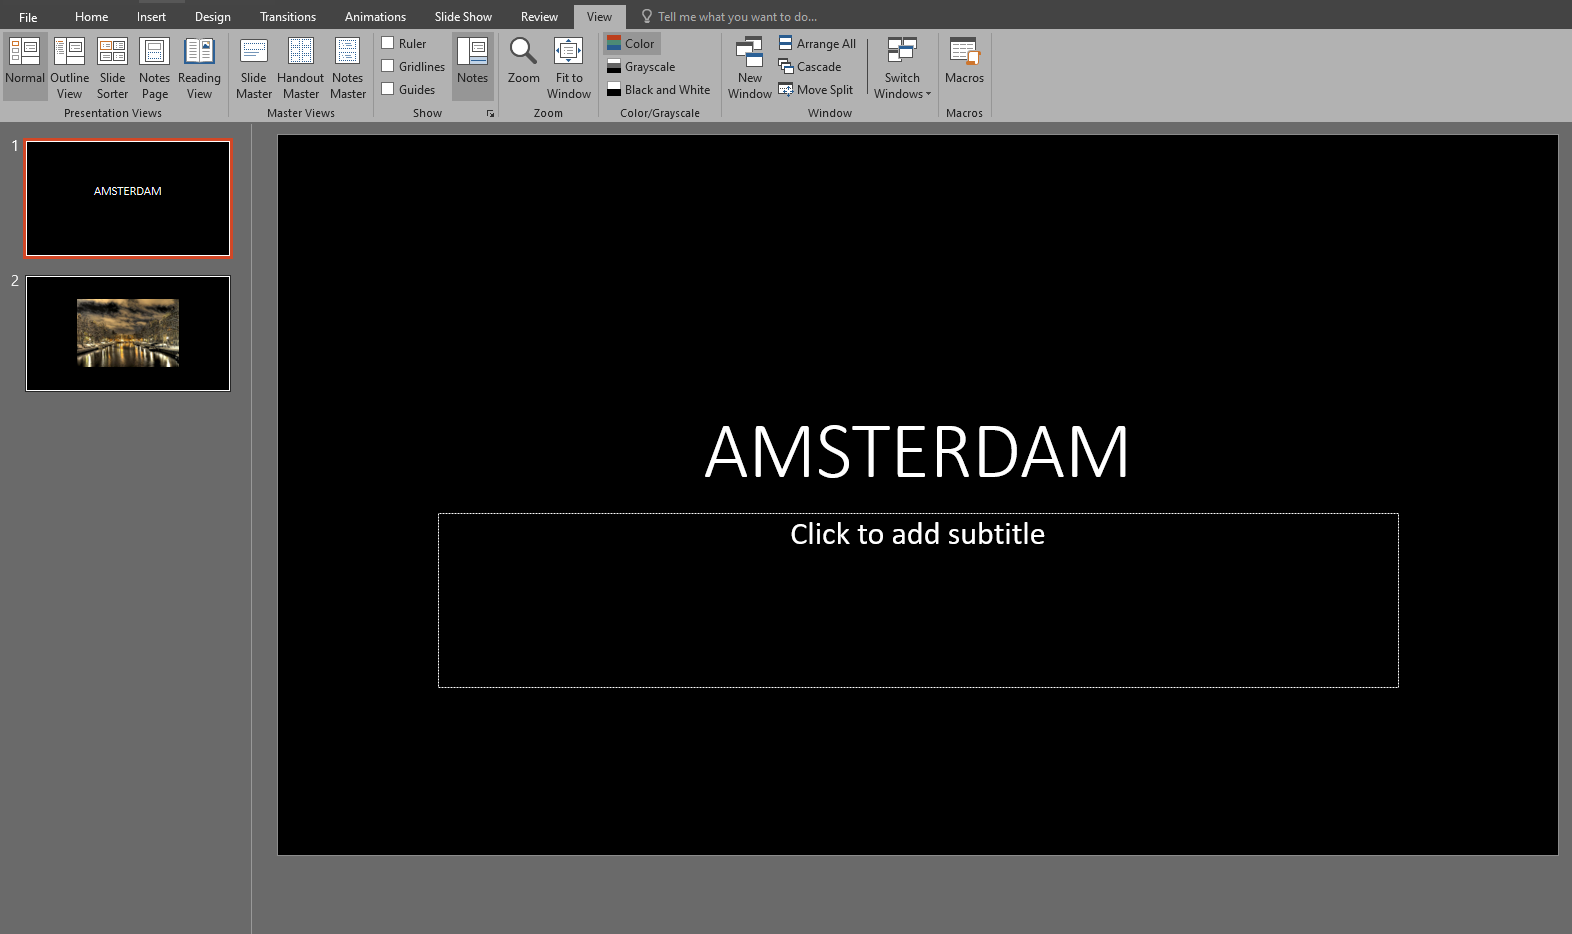 File Home Insert Design Transitions Animations Slide Show Review View Tell me what you want to do...
Normal Outline View Slide Sorter Notes Page Reading View
Presentation Views
Slide Master Handout Master Notes Master
Master Views
Ruler
Gridlines
Guides
Notes
Show
Zoom Fit to Window
Zoom
Color
Grayscale
Black and White
Color/Grayscale
New Window
Arrange All
Cascade
Move Split
Switch Windows
Window
Macros
Macros
1
AMSTERDAM
2
AMSTERDAM
Click to add subtitle